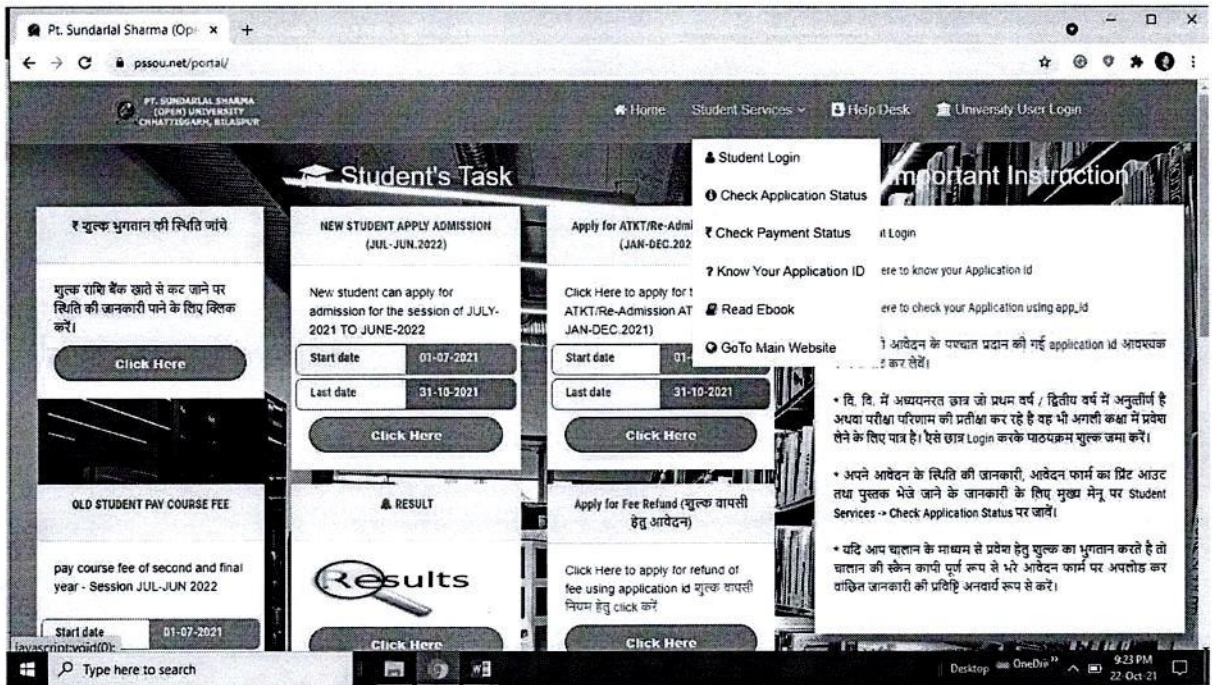 Pt. Sundarlal Sharma (Ope
pssou.net/portal/
PT. SUNDARLAL SHARMA
(OPEN) UNIVERSITY
CHHATTISGARH, BILASPUR
Home Student Services Help Desk University User Login
Student Login
Check Application Status
₹ Check Payment Status
? Know Your Application ID
Read Ebook
GoTo Main Website
Student's Task
Important Instruction
₹ शुल्क भुगतान की स्थिति जांचे
शुल्क राशि बैंक खाते से कट जाने पर
स्थिति की जानकारी पाने के लिए क्लिक
करें।
Click Here
NEW STUDENT APPLY ADMISSION
(JUL-JUN.2022)
New student can apply for
admission for the session of JULY-
2021 TO JUNE-2022
Start date 01-07-2021
Last date 31-10-2021
Click Here
Apply for ATKT/Re-Admi
(JAN-DEC.202
Click Here to apply for t
ATKT/Re-Admission AT
JAN-DEC.2021)
Start date 01-
Last date 31-10-2021
Click Here
t Login
ere to know your Application Id
ere to check your Application using app_id
आवेदन के पश्चात प्रदान की गई application id आवश्यक
कर लेवें।
* वि. वि. में अध्ययनरत छात्र जो प्रथम वर्ष / द्वितीय वर्ष में अनुत्तीर्ण है
अथवा परीक्षा परिणाम की प्रतीक्षा कर रहे है वह भी अगली कक्षा में प्रवेश
लेने के लिए पात्र है। ऐसे छात्र Login करके पाठयक्रम शुल्क जमा करें।
* अपने आवेदन के स्थिति की जानकारी, आवेदन फार्म का प्रिंट आउट
तथा पुस्तक भेजे जाने के जानकारी के लिए मुख्य मेनू पर Student
Services -> Check Application Status पर जावें।
* यदि आप चालान के माध्यम से प्रवेश हेतु शुल्क का भुगतान करते है तो
चालान की स्केन कापी पूर्ण रूप से भरे आवेदन फार्म पर अपलोड कर
वांछित जानकारी की प्रविष्टि अनवार्य रूप से करें।
OLD STUDENT PAY COURSE FEE
pay course fee of second and final
year - Session JUL-JUN 2022
Start date 01-07-2021
RESULT
Results
Click Here
Apply for Fee Refund (शुल्क वापसी
हेतु आवेदन)
Click Here to apply for refund of
fee using application id शुल्क वापसी
नियम हेतु click करें
Click Here
javascript:void(0);
Type here to search
Desktop OneDriv
9:23 PM
22-Oct-21